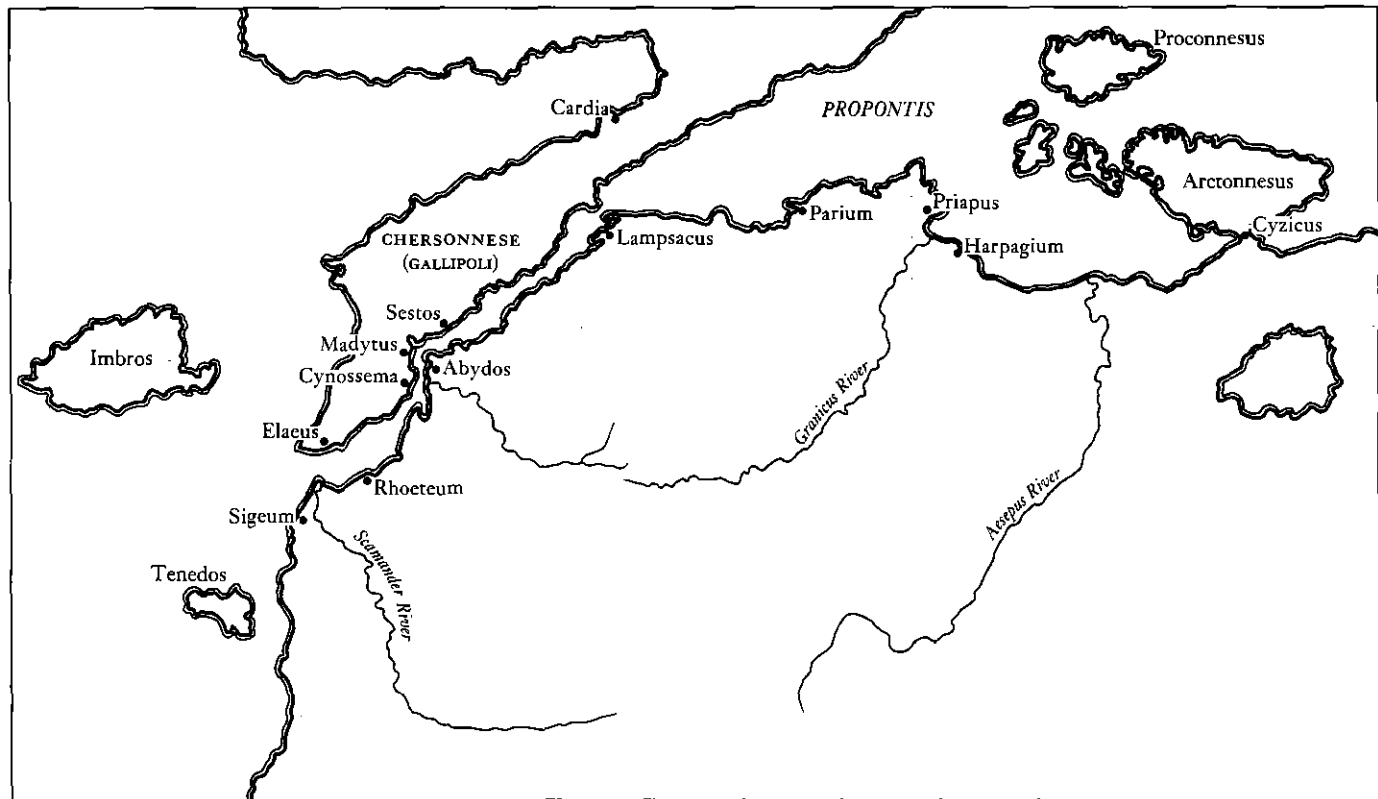 Proconnesus
Cardia
PROPONTIS
Arctonnesus
Parium
Priapus
Cyzicus
Lampsacus
CHERSONNESE
(GALLIPOLI)
Harpagium
Sestos
Madytus
Imbros
Abydos
Cynossema
Granicus River
Elaeus
Rhoeteum
Aesepus River
Sigeum
Scamander River
Tenedos